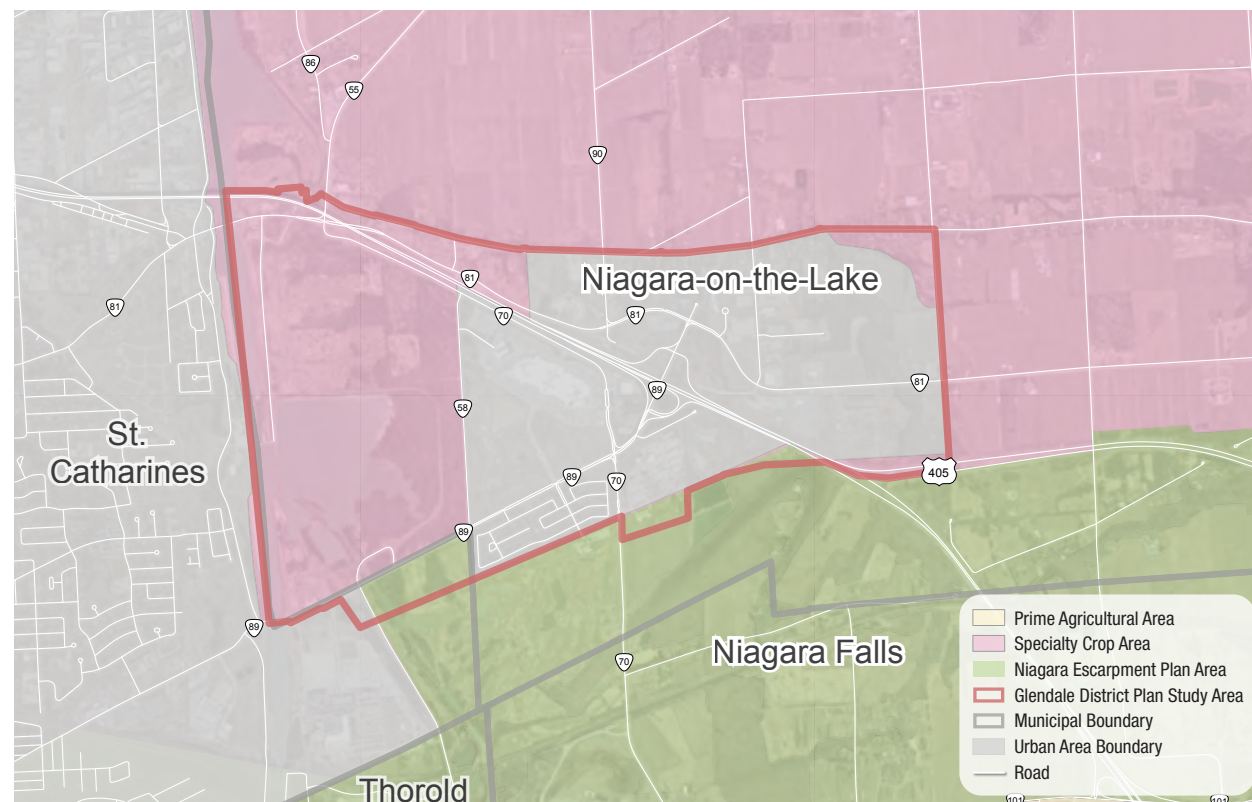 86
55
90
81
81
70
Niagara-on-the-Lake
81
81
89
58
St.
Catharines
89
70
405
89
89
70
Niagara Falls
Thorold
Prime Agricultural Area
Specialty Crop Area
Niagara Escarpment Plan Area
Glendale District Plan Study Area
Municipal Boundary
Urban Area Boundary
Road
101
101